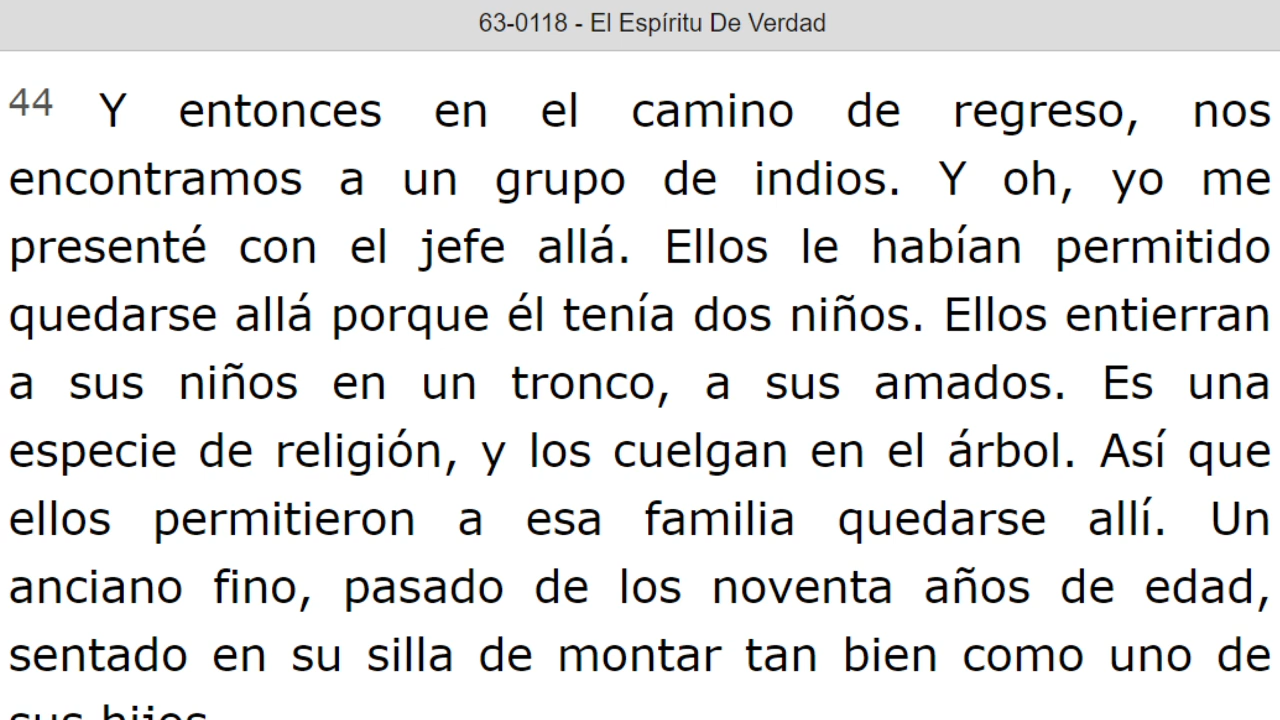 63-0118 - El Espíritu De Verdad
44 Y entonces en el camino de regreso, nos
encontramos a un grupo de indios. Y oh, yo me
presenté con el jefe allá. Ellos le habían permitido
quedarse allá porque él tenía dos niños. Ellos entierran
a sus niños en un tronco, a sus amados. Es una
especie de religión, y los cuelgan en el árbol. Así que
ellos permitieron a esa familia quedarse allí. Un
anciano fino, pasado de los noventa años de edad,
sentado en su silla de montar tan bien como uno de
sus hijos.